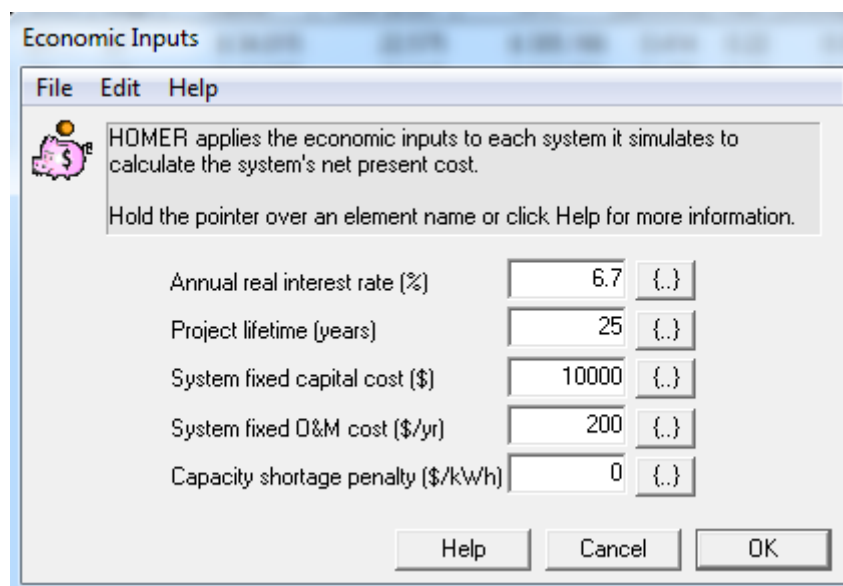 Economic Inputs
File Edit Help
HOMER applies the economic inputs to each system it simulates to
calculate the system's net present cost.
Hold the pointer over an element name or click Help for more information.
Annual real interest rate (%) 6.7 {..}
Project lifetime (years) 25 {..}
System fixed capital cost ($) 10000 {..}
System fixed O&M cost ($/yr) 200 {..}
Capacity shortage penalty ($/kWh) 0 {..}
Help Cancel OK